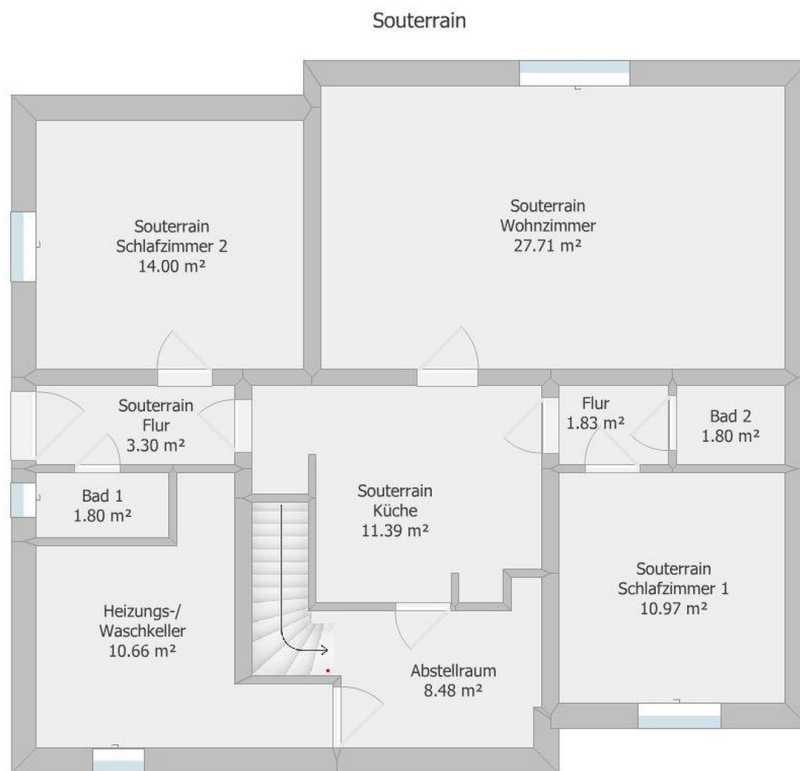 Souterrain
Souterrain
Wohnzimmer
27.71 m²
Souterrain
Schlafzimmer 2
14.00 m²
Souterrain
Flur
3.30 m²
Flur
1.83 m²
Bad 2
1.80 m²
Bad 1
1.80 m²
Souterrain
Küche
11.39 m²
Souterrain
Schlafzimmer 1
10.97 m²
Heizungs-/
Waschkeller
10.66 m²
Abstellraum
8.48 m²